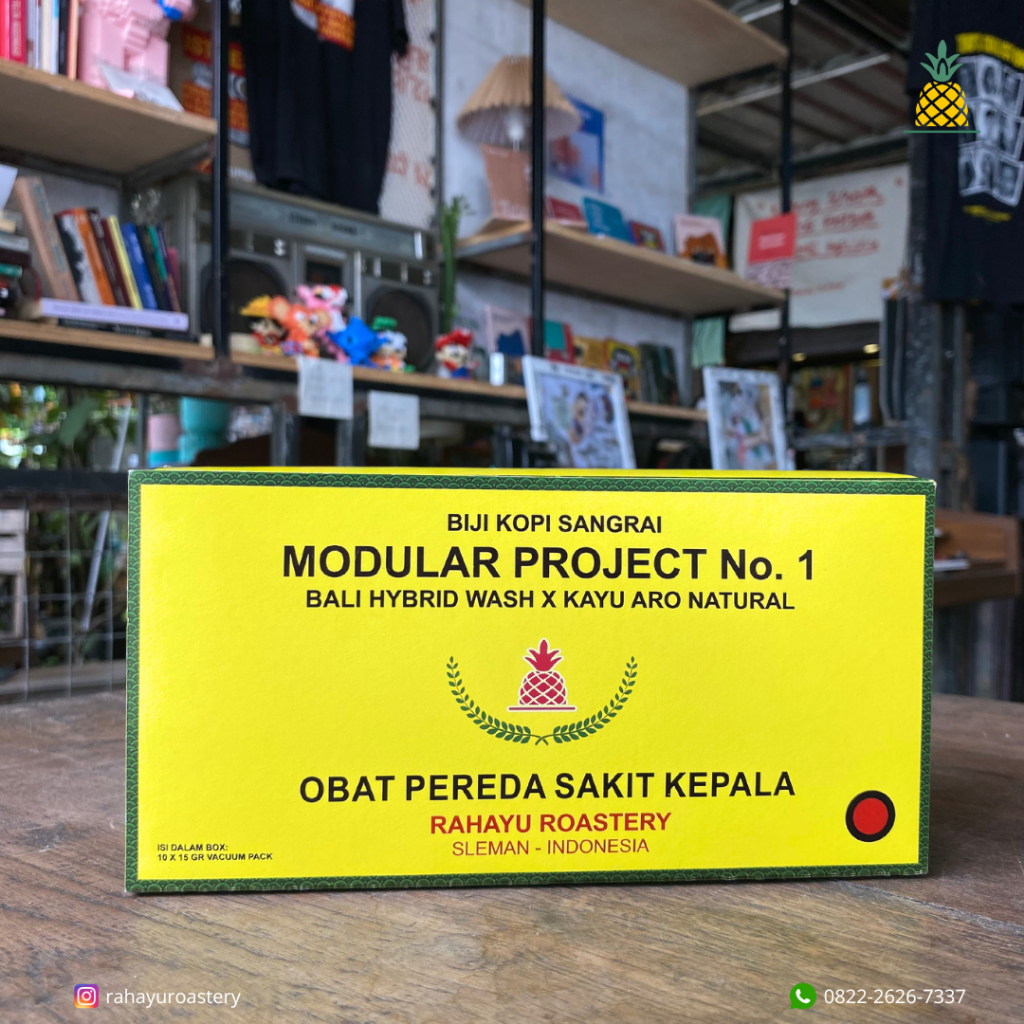 BIJI KOPI SANGRAI
MODULAR PROJECT No. 1
BALI HYBRID WASH X KAYU ARO NATURAL
OBAT PEREDA SAKIT KEPALA
RAHAYU ROASTERY
SLEMAN - INDONESIA
ISI DALAM BOX:
10 X 15 GR VACUUM PACK
rahayuroastery
0822-2626-7337